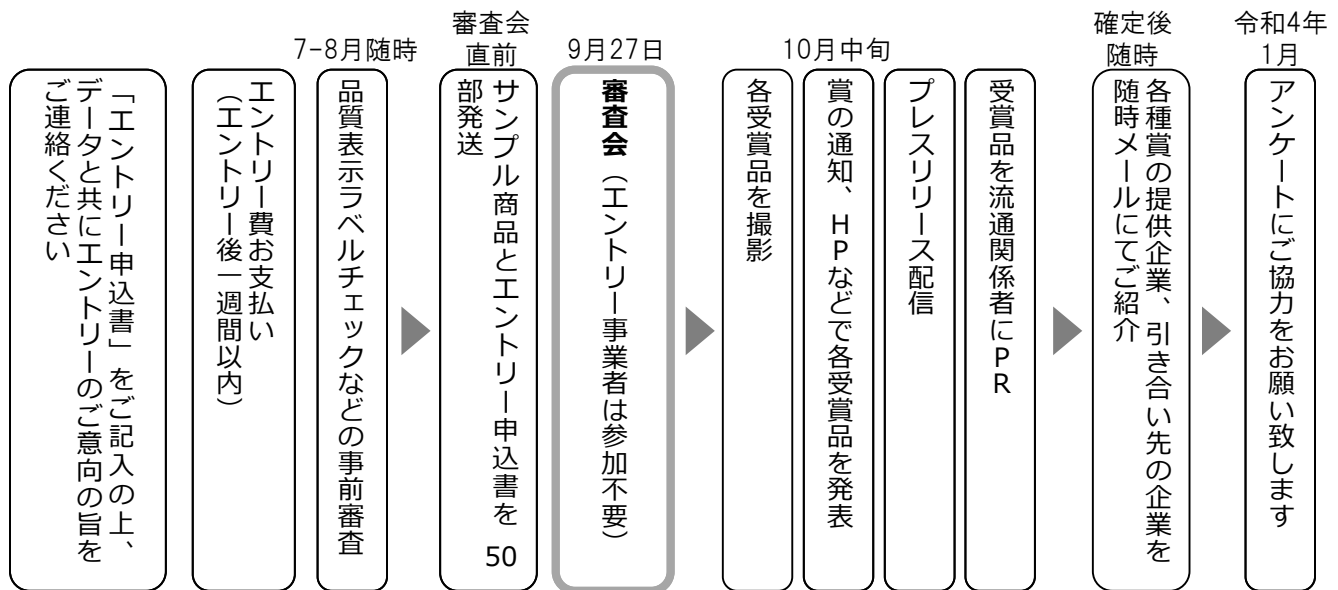 「エントリー申込書」をご記入の上、
データと共にエントリーのご意向の旨を
ご連絡ください
エントリー費お支払い
（エントリー後一週間以内）
7-8月随時
品質表示ラベルチェックなどの事前審査
審査会
直前
サンプル商品とエントリー申込書を 50
部発送
9月27日
審査会（エントリー事業者は参加不要）
10月中旬
各受賞品を撮影
賞の通知、HPなどで各受賞品を発表
プレスリリース配信
受賞品を流通関係者にPR
確定後
随時
各種賞の提供企業、引き合い先の企業を
随時メールにてご紹介
令和4年
1月
アンケートにご協力をお願い致します